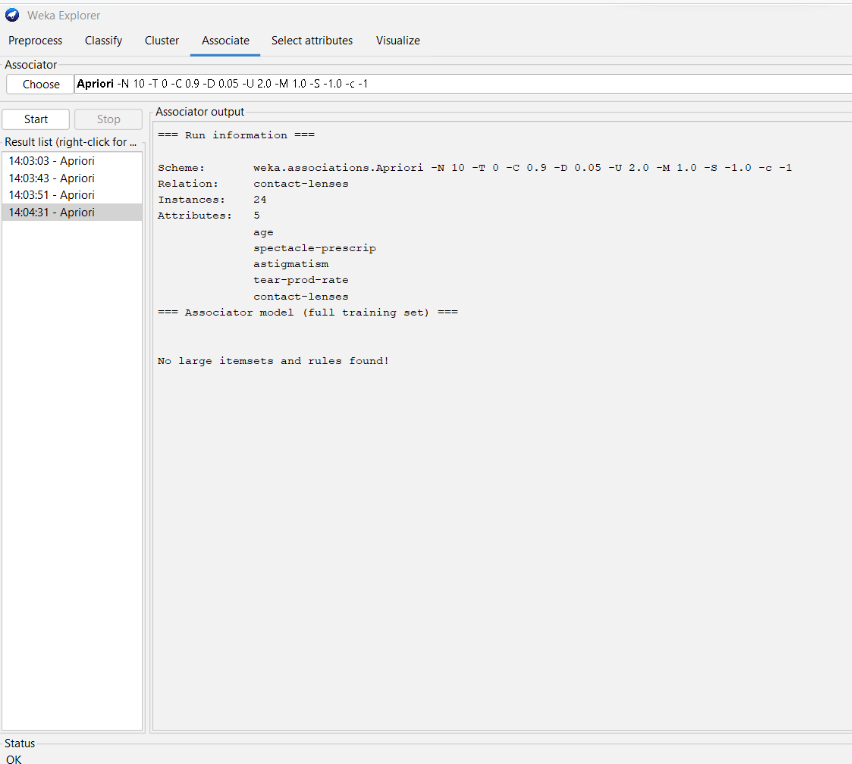 Weka Explorer
Preprocess Classify Cluster Associate Select attributes Visualize
Associator
Choose Apriori -N 10 -T 0 -C 0.9 -D 0.05 -U 2.0 -M 1.0 -S -1.0 -c -1
Start Stop
Result list (right-click for ...
14:03:03 - Apriori
14:03:43 - Apriori
14:03:51 - Apriori
14:04:31 - Apriori
Associator output
=== Run information ===
Scheme: weka.associations.Apriori -N 10 -T 0 -C 0.9 -D 0.05 -U 2.0 -M 1.0 -S -1.0 -c -1
Relation: contact-lenses
Instances: 24
Attributes: 5
age
spectacle-prescrip
astigmatism
tear-prod-rate
contact-lenses
=== Associator model (full training set) ===
No large itemsets and rules found!
Status
OK